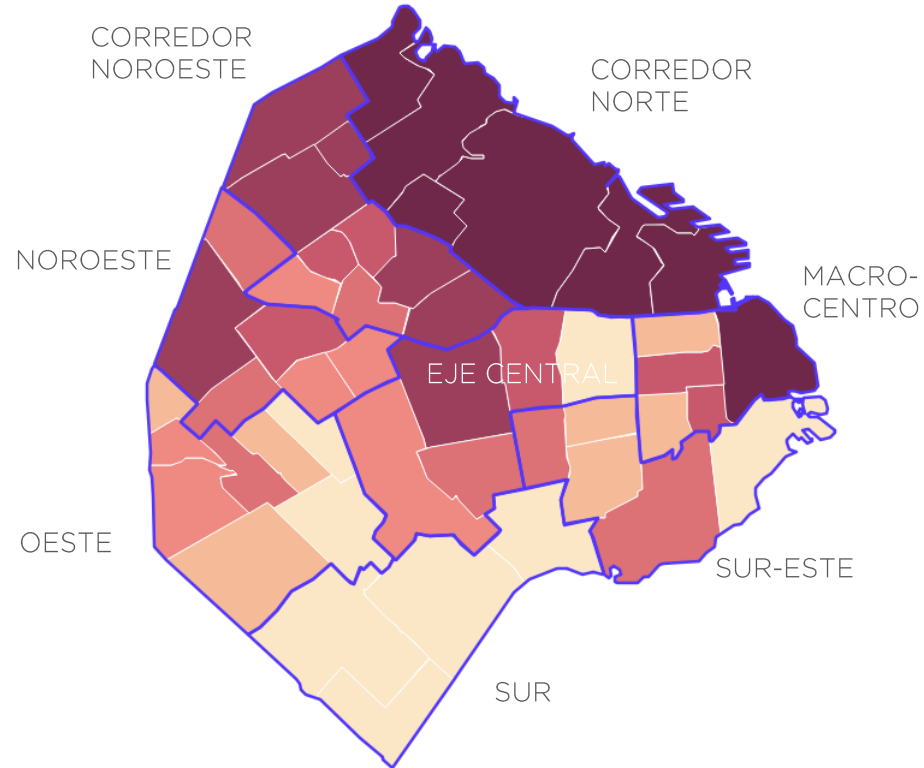 CORREDOR
NOROESTE
CORREDOR
NORTE
NOROESTE
MACRO-
CENTRO
EJE CENTRAL
OESTE
SUR-ESTE
SUR